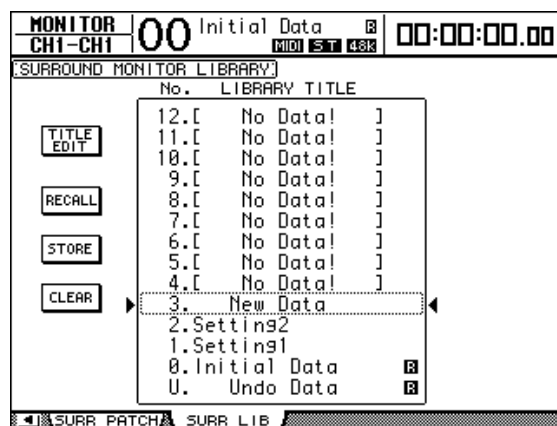 MONITOR
CH1-CH1
00 Initial Data R
MIDI ST 48K
00:00:00.00
SURROUND MONITOR LIBRARY
No. LIBRARY TITLE
12.[ No Data! ]
11.[ No Data! ]
10.[ No Data! ]
9.[ No Data! ]
8.[ No Data! ]
7.[ No Data! ]
6.[ No Data! ]
5.[ No Data! ]
4.[ No Data! ]
3. New Data
2.Setting2
1.Setting1
0.Initial Data R
U. Undo Data R
TITLE EDIT
RECALL
STORE
CLEAR
SURR PATCH
SURR LIB